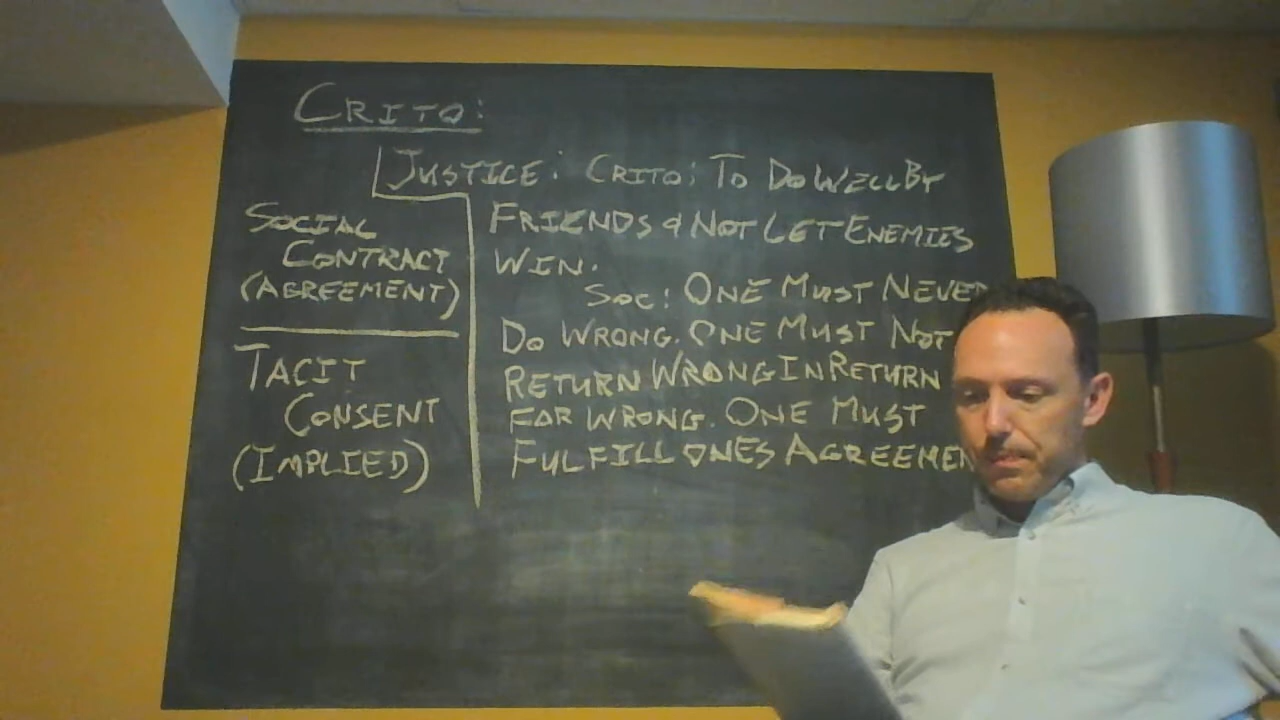 CRITO:
JUSTICE: CRITO: TO DO WELL BY
FRIENDS & NOT LET ENEMIES
WIN.
SOC: ONE MUST NEVER
DO WRONG. ONE MUST NOT
RETURN WRONG IN RETURN
FOR WRONG. ONE MUST
FULFILL ONES AGREEMEN
SOCIAL
CONTRACT
(AGREEMENT)
TACIT
CONSENT
(IMPLIED)